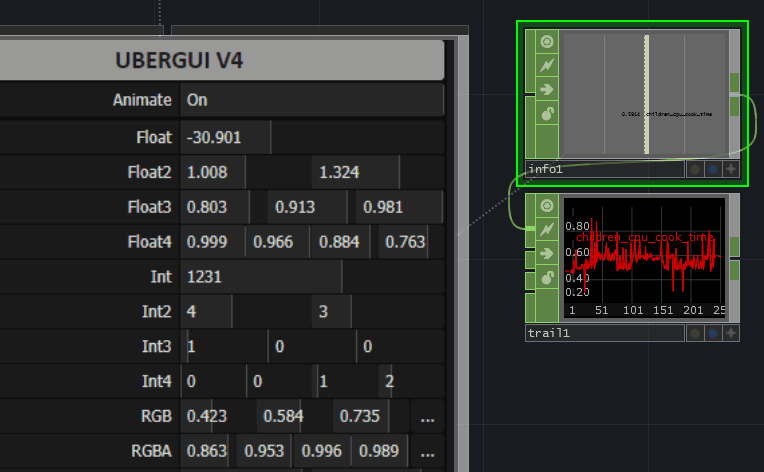 UBERGUI V4
Animate On
Float -30.901
Float2 1.008 1.324
Float3 0.803 0.913 0.981
Float4 0.999 0.966 0.884 0.763
Int 1231
Int2 4 3
Int3 1 0 0
Int4 0 0 1 2
RGB 0.423 0.584 0.735 ...
RGBA 0.863 0.953 0.996 0.989 ...
children_cpu_cook_time
info1
children_cpu_cook_time
0.80
0.60
0.40
0.20
1 51 101 151 201 25
trail1